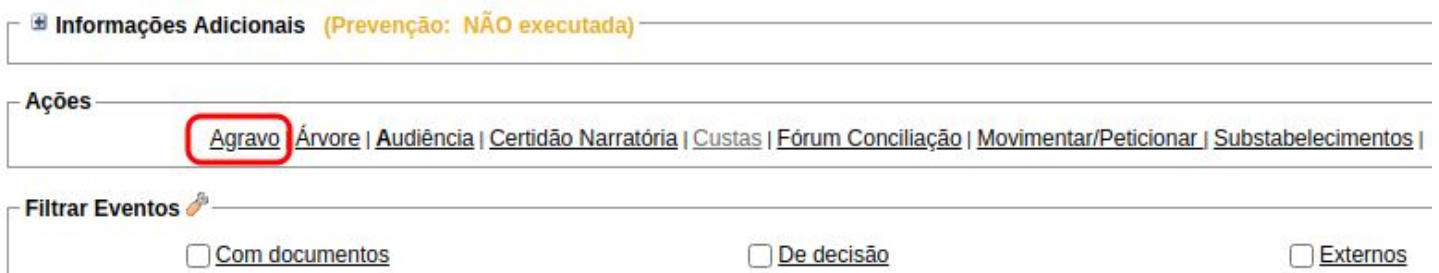 Informações Adicionais (Prevenção: NÃO executada)
Ações
Agravo Árvore | Audiência | Certidão Narratória | Custas | Fórum Conciliação | Movimentar/Peticionar | Substabelecimentos |
Filtrar Eventos
Com documentos De decisão Externos